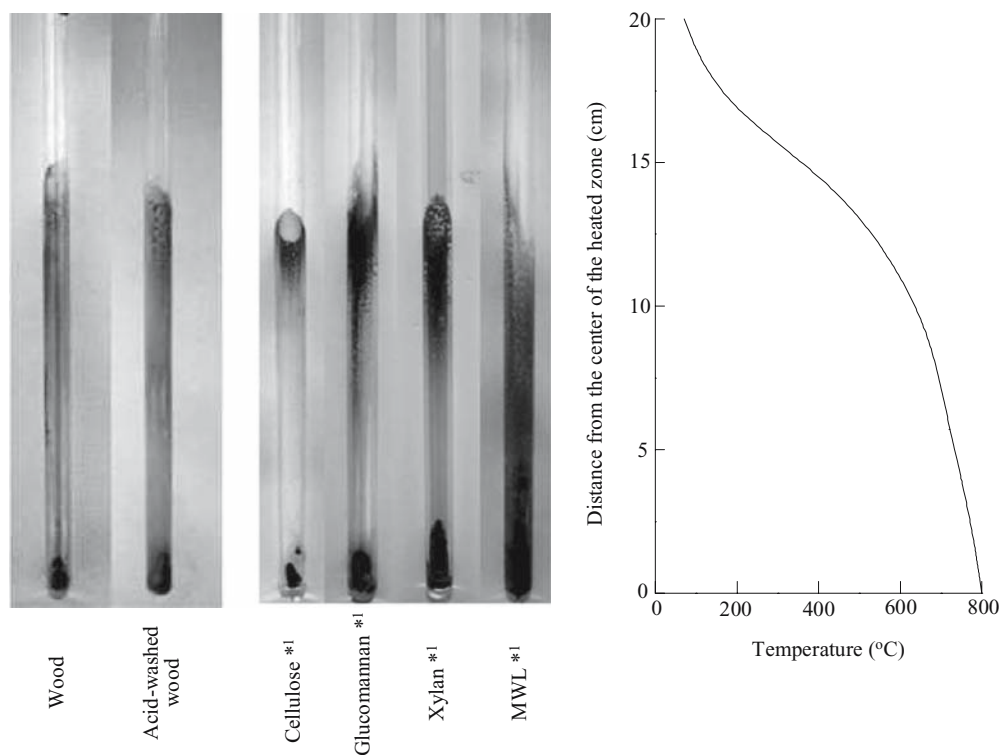 Wood
Acid-washed
wood
Cellulose *1
Glucomannan *1
Xylan *1
MWL *1
Distance from the center of the heated zone (cm)
20
15
10
5
0
0 200 400 600 800
Temperature (°C)